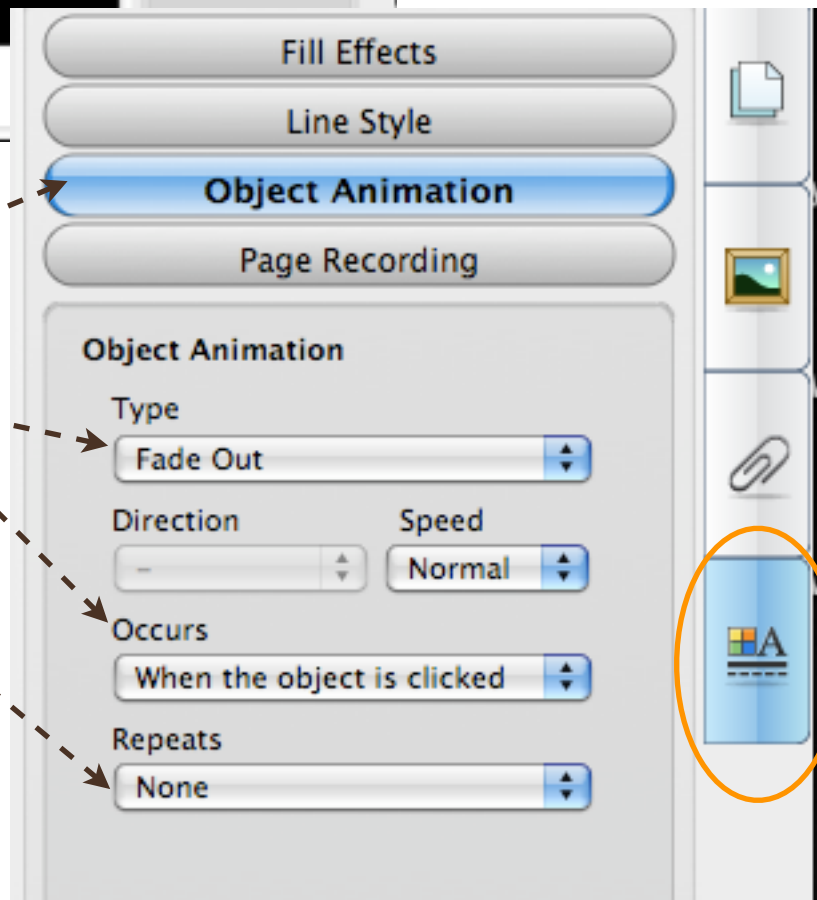 Fill Effects
Line Style
Object Animation
Page Recording
Object Animation
Type
Fade Out
Direction Speed
– Normal
Occurs
When the object is clicked
Repeats
None
A